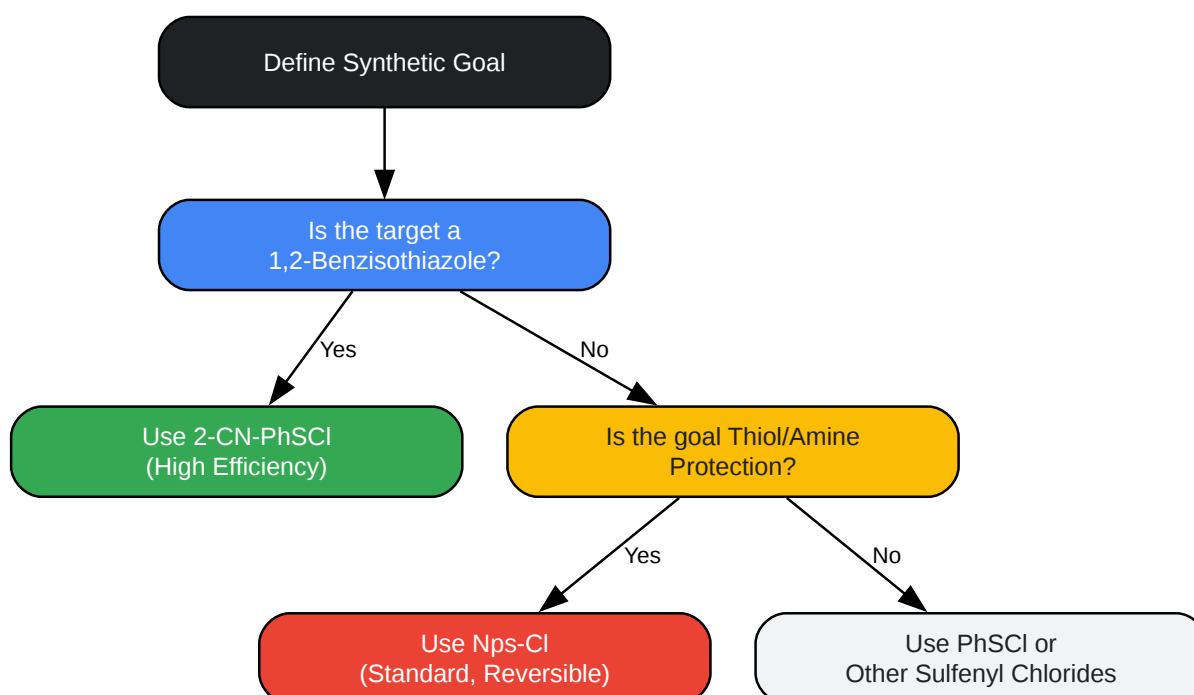 Define Synthetic Goal
Is the target a
1,2-Benzisothiazole?
Yes
No
Use 2-CN-PhSCl
(High Efficiency)
Is the goal Thiol/Amine
Protection?
Yes
No
Use Nps-Cl
(Standard, Reversible)
Use PhSCl or
Other Sulfenyl Chlorides